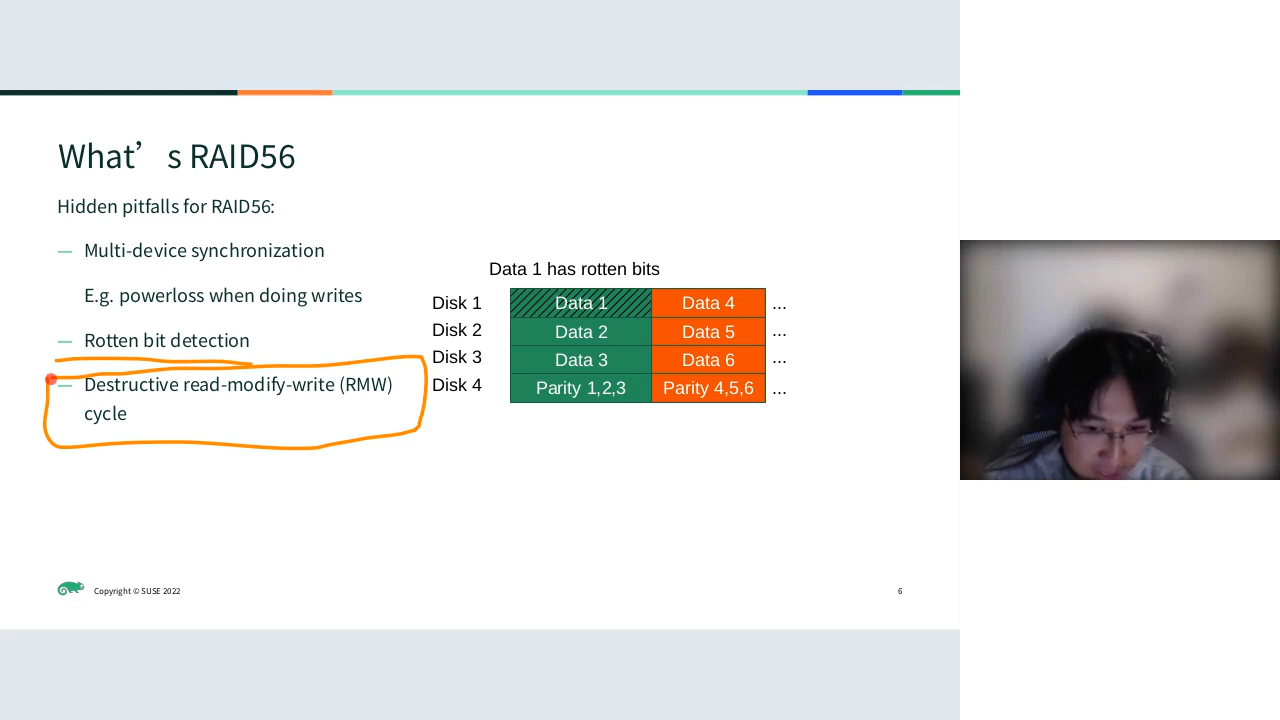 What’s RAID56
Hidden pitfalls for RAID56:
— Multi-device synchronization
E.g. powerloss when doing writes
— Rotten bit detection
— Destructive read-modify-write (RMW)
cycle
Data 1 has rotten bits
Disk 1 Data 1 Data 4 ...
Disk 2 Data 2 Data 5 ...
Disk 3 Data 3 Data 6 ...
Disk 4 Parity 1,2,3 Parity 4,5,6 ...
Copyright © SUSE 2022
6